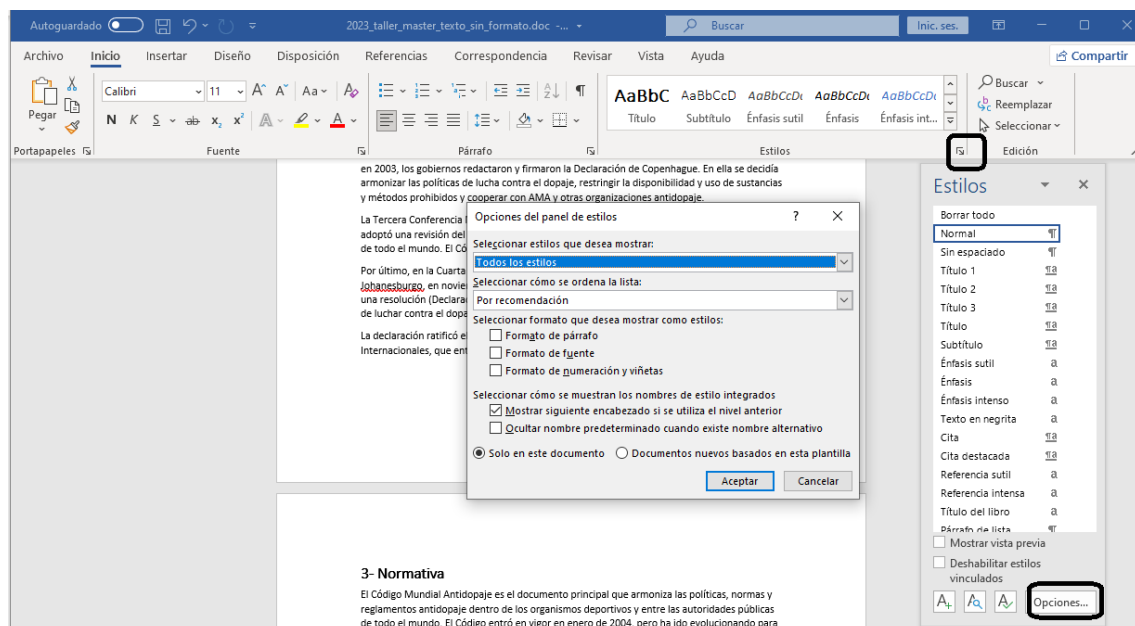 Autoguardado
2023_taller_master_texto_sin_formato.doc -...
Buscar
Inic. ses.
Archivo Inicio Insertar Diseño Disposición Referencias Correspondencia Revisar Vista Ayuda
Compartir
Pegar
Portapapeles
Calibri 11 A^ Aˇ Aa A
N K S ab x₂ x² A A
Fuente
Párrafo
AaBbC AaBbCcD AaBbCcDc AaBbCcDc AaBbCcDc
Título Subtítulo Énfasis sutil Énfasis Énfasis int...
Estilos
Buscar
Reemplazar
Seleccionar
Edición
en 2003, los gobiernos redactaron y firmaron la Declaración de Copenhague. En ella se decidía
armonizar las políticas de lucha contra el dopaje, restringir la disponibilidad y uso de sustancias
y métodos prohibidos y cooperar con AMA y otras organizaciones antidopaje.
La Tercera Conferencia
adoptó una revisión del
de todo el mundo. El Có
Por último, en la Cuarta
Johanesburgo, en novie
una resolución (Declara
de luchar contra el dopa
La declaración ratificó e
Internacionales, que ent
Opciones del panel de estilos ? ✕
Seleccionar estilos que desea mostrar:
Todos los estilos
Seleccionar cómo se ordena la lista:
Por recomendación
Seleccionar formato que desea mostrar como estilos:
Formato de párrafo
Formato de fuente
Formato de numeración y viñetas
Seleccionar cómo se muestran los nombres de estilo integrados
Mostrar siguiente encabezado si se utiliza el nivel anterior
Ocultar nombre predeterminado cuando existe nombre alternativo
Solo en este documento Documentos nuevos basados en esta plantilla
Aceptar Cancelar
3- Normativa
El Código Mundial Antidopaje es el documento principal que armoniza las políticas, normas y
reglamentos antidopaje dentro de los organismos deportivos y entre las autoridades públicas
de todo el mundo. El Código entró en vigor en enero de 2004, pero ha ido evolucionando para
Estilos
Borrar todo
Normal ¶
Sin espaciado ¶
Título 1 ¶a
Título 2 ¶a
Título 3 ¶a
Título ¶a
Subtítulo ¶a
Énfasis sutil a
Énfasis a
Énfasis intenso a
Texto en negrita a
Cita ¶a
Cita destacada ¶a
Referencia sutil a
Referencia intensa a
Título del libro a
Párrafo de lista ¶
Mostrar vista previa
Deshabilitar estilos
vinculados
Opciones...